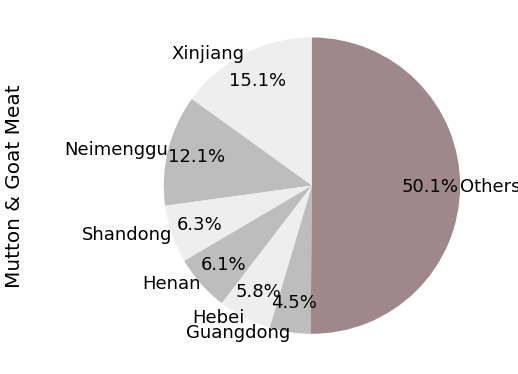 Mutton & Goat Meat
Xinjiang
15.1%
Neimenggu
12.1%
Shandong
6.3%
Henan
6.1%
Hebei
5.8%
Guangdong
4.5%
Others
50.1%